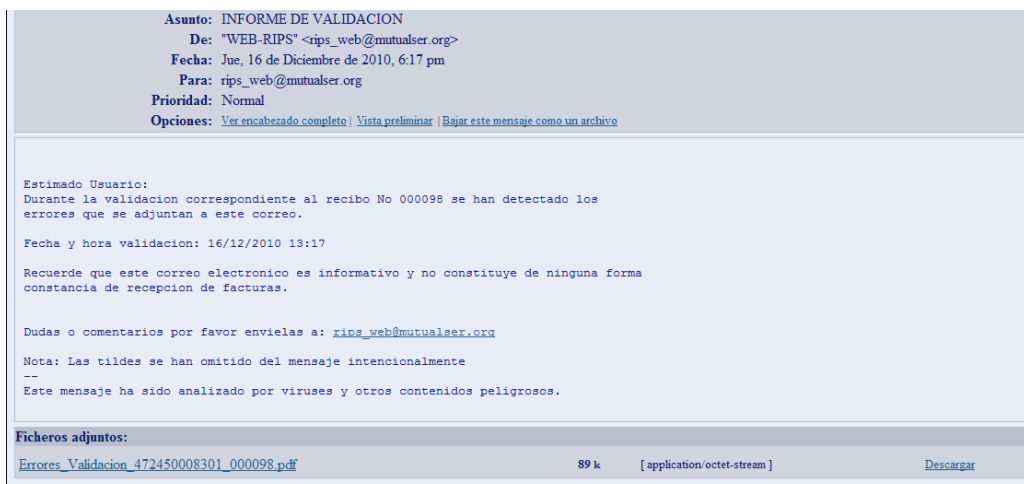 Asunto: INFORME DE VALIDACION
De: "WEB-RIPS" <rips_web@mutualser.org>
Fecha: Jue, 16 de Diciembre de 2010, 6:17 pm
Para: rips_web@mutualser.org
Prioridad: Normal
Opciones: Ver encabezado completo | Vista preliminar | Bajar este mensaje como un archivo
Estimado Usuario:
Durante la validacion correspondiente al recibo No 000098 se han detectado los
errores que se adjuntan a este correo.
Fecha y hora validacion: 16/12/2010 13:17
Recuerde que este correo electronico es informativo y no constituye de ninguna forma
constancia de recepcion de facturas.
Dudas o comentarios por favor envielas a: rips_web@mutualser.org
Nota: Las tildes se han omitido del mensaje intencionalmente
--
Este mensaje ha sido analizado por viruses y otros contenidos peligrosos.
Ficheros adjuntos:
Errores_Validacion_472450008301_000098.pdf 89 k [ application/octet-stream ] Descargar